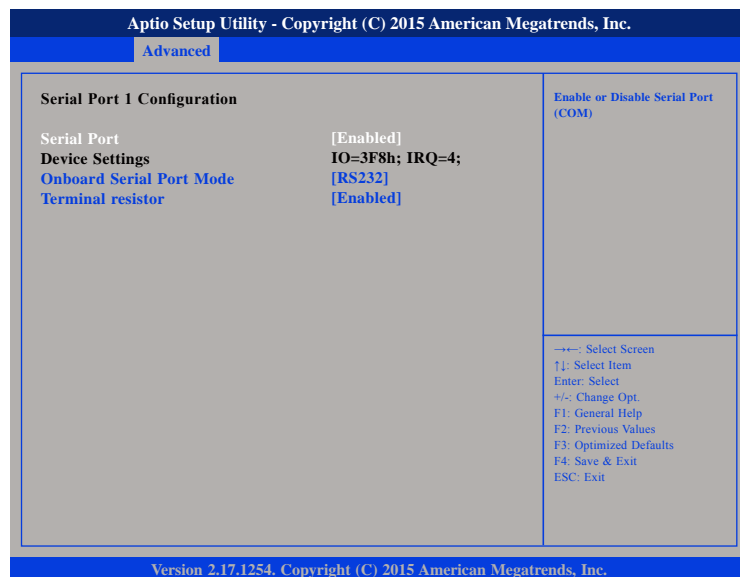 Aptio Setup Utility - Copyright (C) 2015 American Megatrends, Inc.
Advanced
Serial Port 1 Configuration
Serial Port [Enabled]
Device Settings IO=3F8h; IRQ=4;
Onboard Serial Port Mode [RS232]
Terminal resistor [Enabled]
Enable or Disable Serial Port
(COM)
→←: Select Screen
↑↓: Select Item
Enter: Select
+/-: Change Opt.
F1: General Help
F2: Previous Values
F3: Optimized Defaults
F4: Save & Exit
ESC: Exit
Version 2.17.1254. Copyright (C) 2015 American Megatrends, Inc.